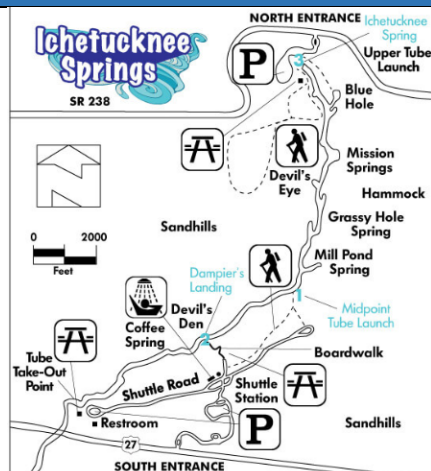 NORTH ENTRANCE
Ichetucknee
Spring
Ichetucknee
Springs
P
3
Upper Tube
Launch
SR 238
Blue
Hole
Devil's
Eye
Mission
Springs
N
Hammock
Sandhills
Grassy Hole
Spring
0 2000
Feet
Mill Pond
Spring
Dampier's
Landing
1
Midpoint
Tube Launch
Devil's
Den
Coffee
Spring
2
Boardwalk
Tube
Take-Out
Point
Shuttle Road
Shuttle
Station
Restroom
P
Sandhills
27
SOUTH ENTRANCE